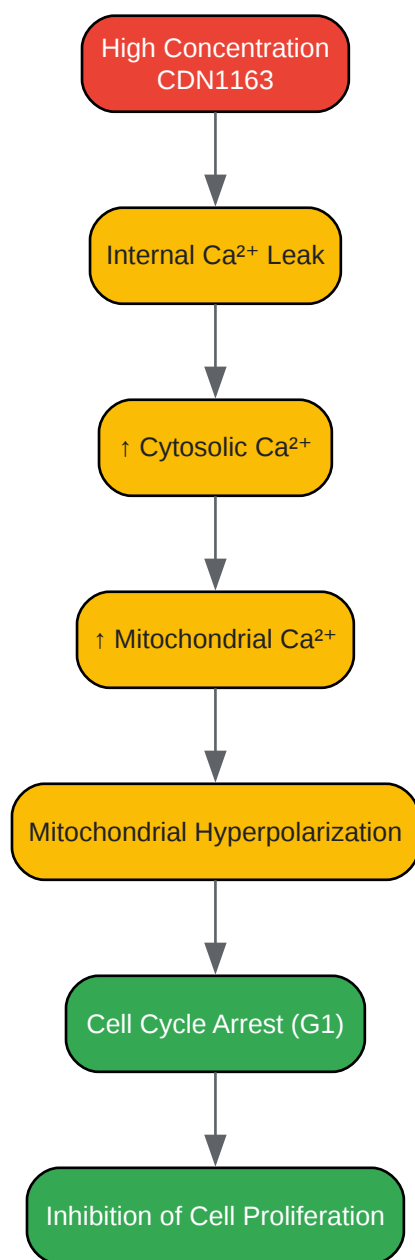 High Concentration
CDN1163
Internal Ca²⁺ Leak
↑ Cytosolic Ca²⁺
↑ Mitochondrial Ca²⁺
Mitochondrial Hyperpolarization
Cell Cycle Arrest (G1)
Inhibition of Cell Proliferation